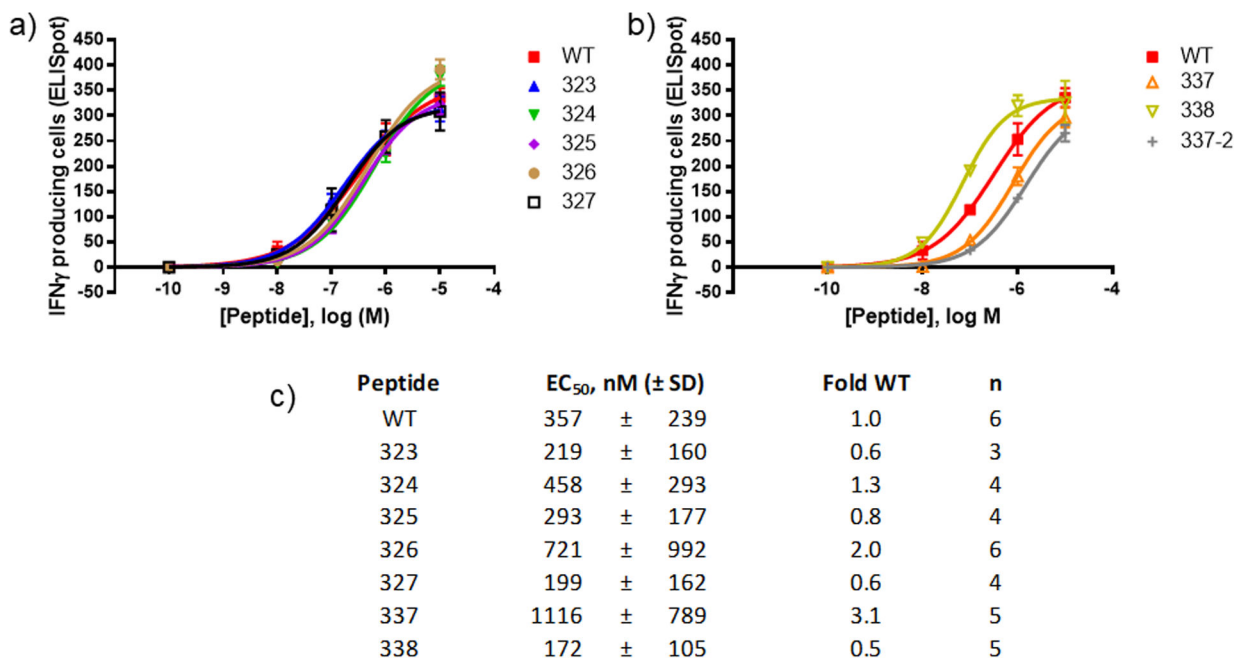 a)
IFNγ producing cells (ELISpot)
450
400
350
300
250
200
150
100
50
0
-50
-10 -9 -8 -7 -6 -5 -4
[Peptide], log (M)
WT
323
324
325
326
327
b)
IFNγ producing cells (ELISpot)
450
400
350
300
250
200
150
100
50
0
-50
-10 -8 -6 -4
[Peptide], log M
WT
337
338
337-2
c)
Peptide EC50, nM (± SD) Fold WT n
WT 357 ± 239 1.0 6
323 219 ± 160 0.6 3
324 458 ± 293 1.3 4
325 293 ± 177 0.8 4
326 721 ± 992 2.0 6
327 199 ± 162 0.6 4
337 1116 ± 789 3.1 5
338 172 ± 105 0.5 5